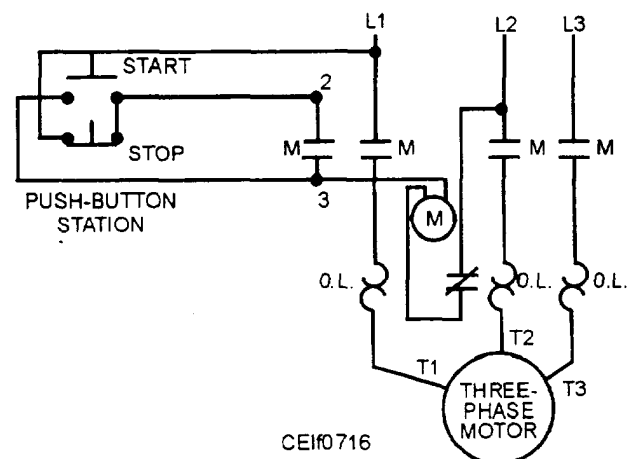 L1
L2
L3
START
2
STOP
M
M
M
M
PUSH-BUTTON
STATION
3
M
O.L.
O.L.
O.L.
T2
T1
T3
THREE-
PHASE
MOTOR
CEIf0716